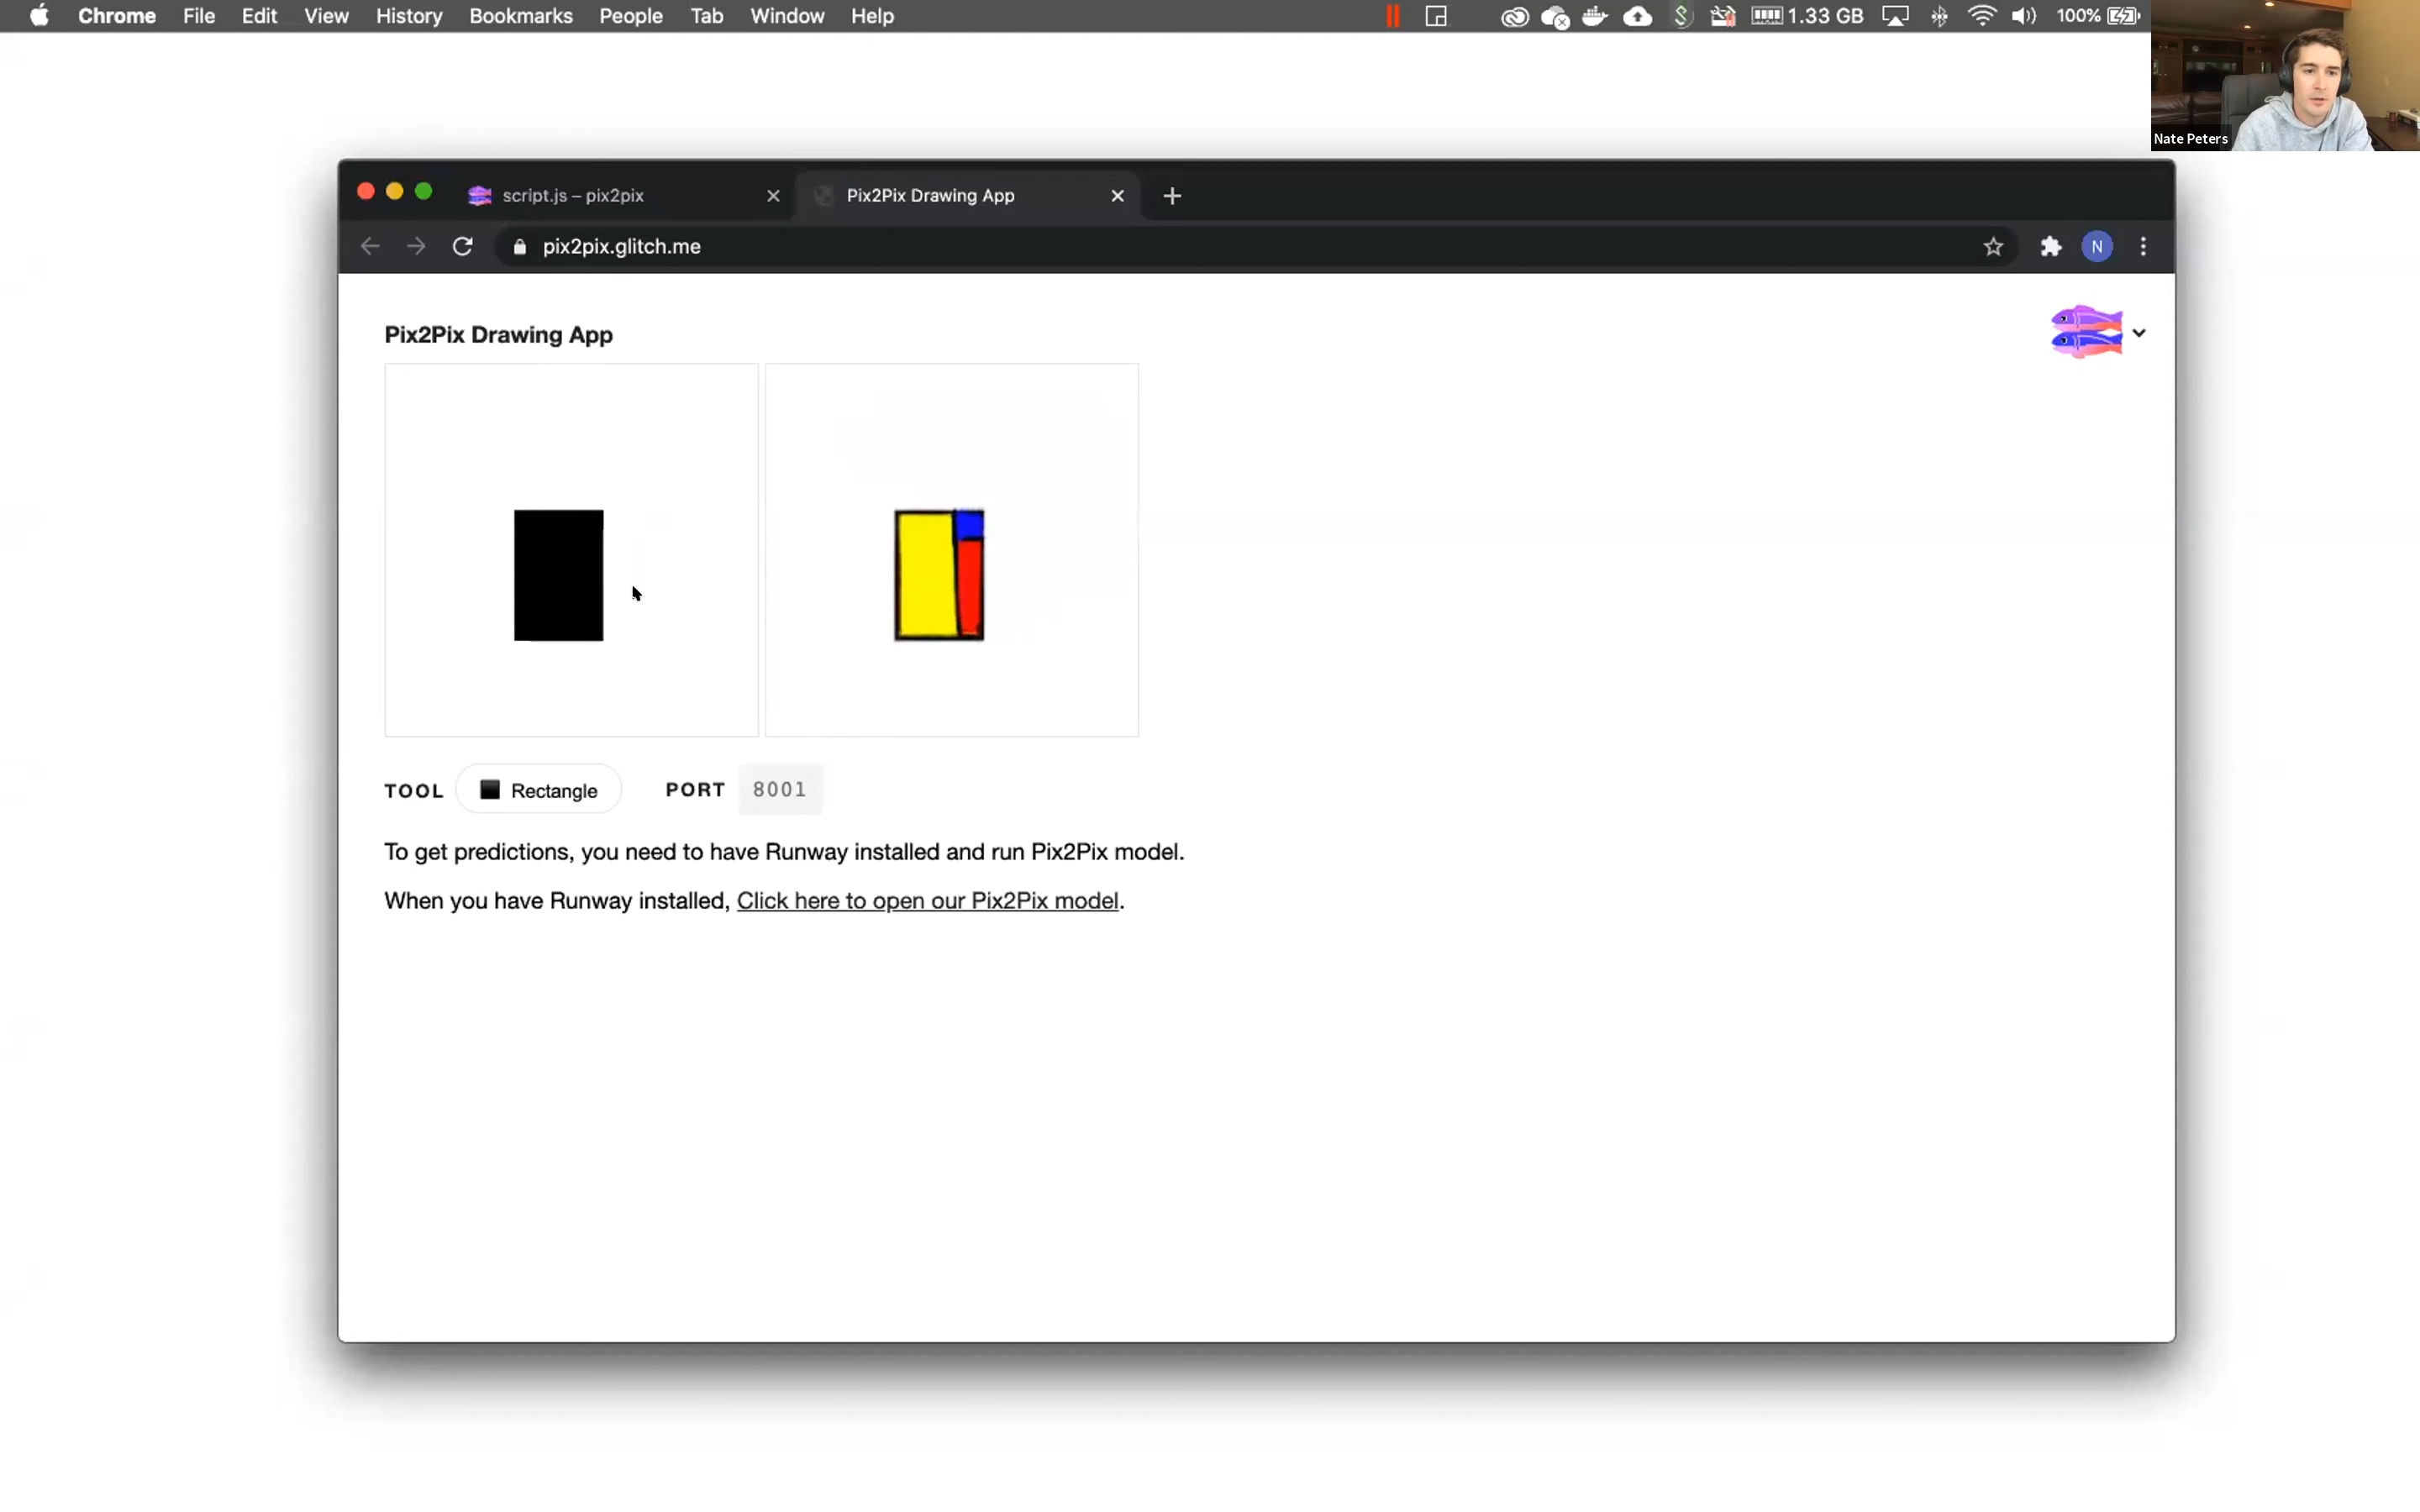 Chrome File Edit View History Bookmarks People Tab Window Help 1.33 GB 100%
Nate Peters
script.js – pix2pix Pix2Pix Drawing App
pix2pix.glitch.me N
Pix2Pix Drawing App
TOOL Rectangle PORT 8001
To get predictions, you need to have Runway installed and run Pix2Pix model.
When you have Runway installed, Click here to open our Pix2Pix model.